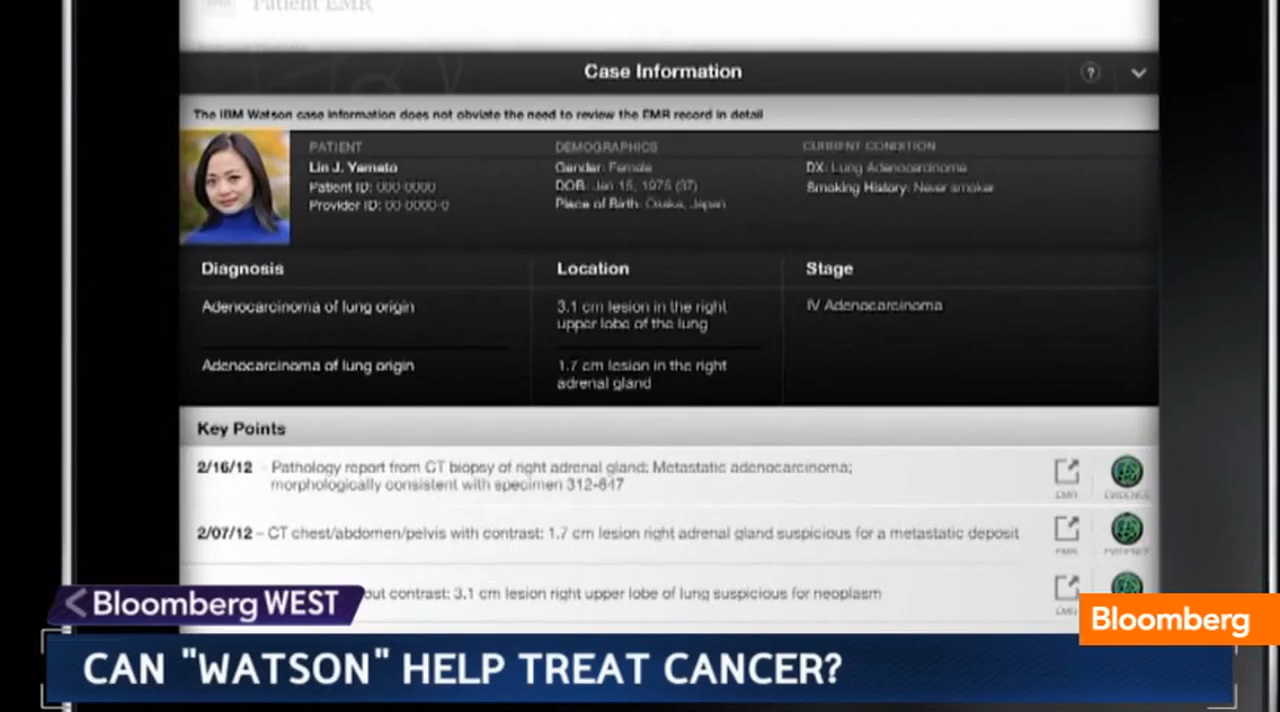 Patient EMR
Case Information
?
The IBM Watson case information does not obviate the need to review the EMR record in detail
PATIENT
Lin J. Yamato
Patient ID: 000-0000
Provider ID: 00-0000-0
DEMOGRAPHICS
Gender: Female
DOB: Jan 15, 1975 (37)
Place of Birth: Osaka, Japan
CURRENT CONDITION
DX: Lung Adenocarcinoma
Smoking History: Never smoker
Diagnosis
Location
Stage
Adenocarcinoma of lung origin
3.1 cm lesion in the right
upper lobe of the lung
IV Adenocarcinoma
Adenocarcinoma of lung origin
1.7 cm lesion in the right
adrenal gland
Key Points
2/16/12 – Pathology report from CT biopsy of right adrenal gland: Metastatic adenocarcinoma;
morphologically consistent with specimen 312-647
EMR
EVIDENCE
2/07/12 – CT chest/abdomen/pelvis with contrast: 1.7 cm lesion right adrenal gland suspicious for a metastatic deposit
EMR
EVIDENCE
out contrast: 3.1 cm lesion right upper lobe of lung suspicious for neoplasm
EMR
Bloomberg WEST
Bloomberg
CAN "WATSON" HELP TREAT CANCER?